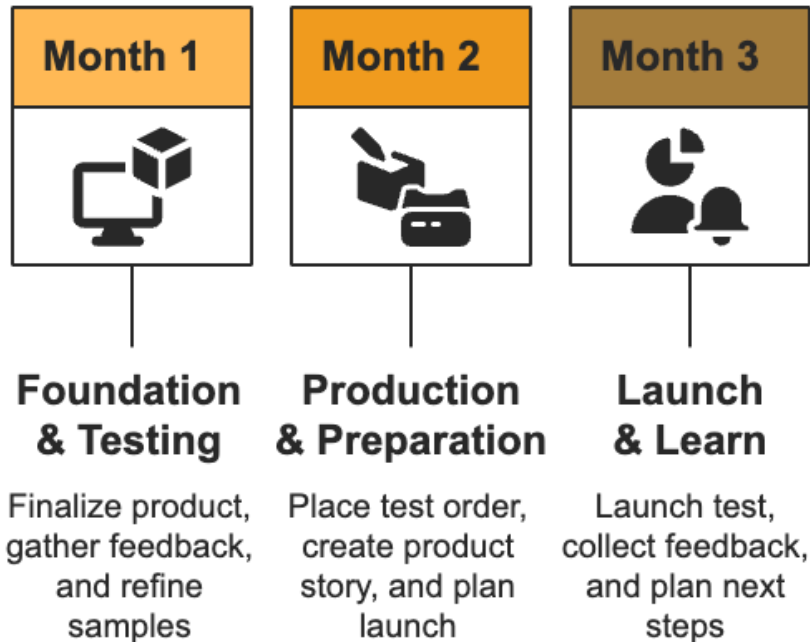 Month 1
Month 2
Month 3
Foundation
& Testing
Finalize product,
gather feedback,
and refine
samples
Production
& Preparation
Place test order,
create product
story, and plan
launch
Launch
& Learn
Launch test,
collect feedback,
and plan next
steps